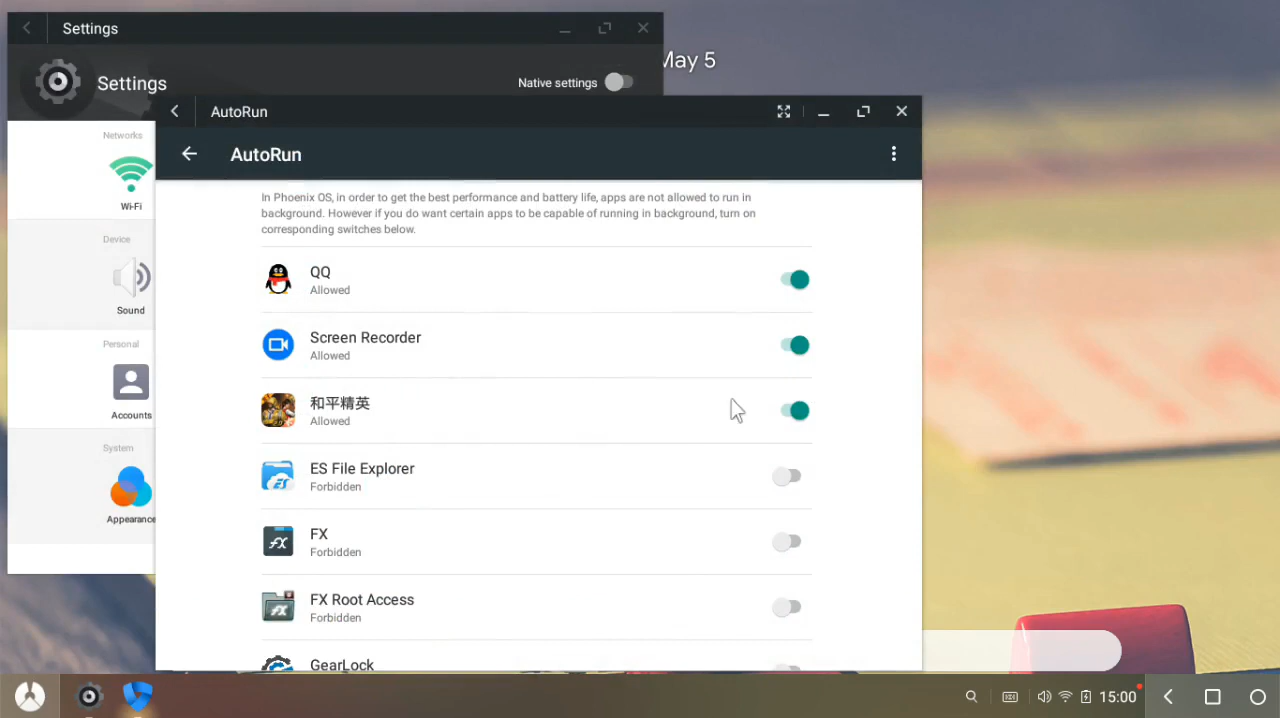 Settings
May 5
Settings
Native settings
AutoRun
Networks
AutoRun
Wi-Fi
In Phoenix OS, in order to get the best performance and battery life, apps are not allowed to run in
background. However if you do want certain apps to be capable of running in background, turn on
corresponding switches below.
Device
Sound
QQ
Allowed
Screen Recorder
Allowed
Personal
Accounts
和平精英
Allowed
System
Appearance
ES File Explorer
Forbidden
FX
Forbidden
FX Root Access
Forbidden
GearLock
15:00